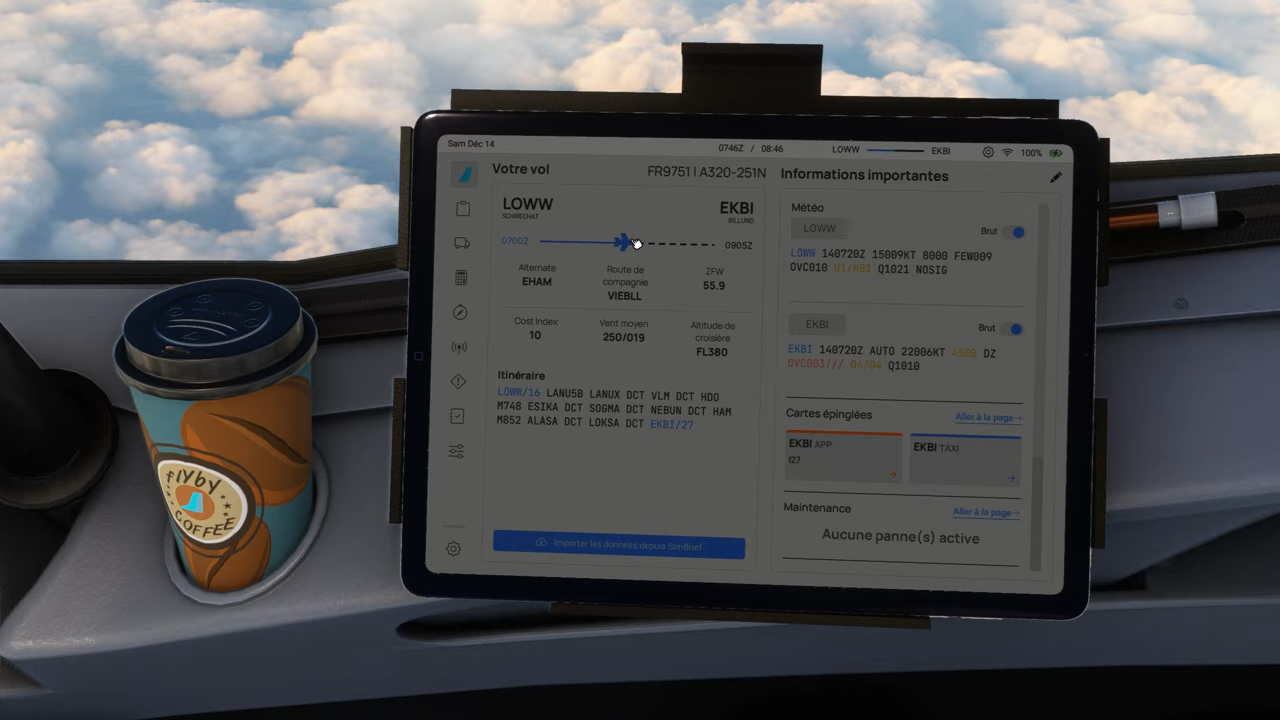 Sam Déc 14
0746Z / 08:46
LOWW EKBI
100%
Votre vol
FR9751 | A320-251N
LOWW
SCHWECHAT
EKBI
BILLUND
0700Z
0905Z
Alternate
EHAM
Route de
compagnie
VIEBLL
ZFW
55.9
Cost Index
10
Vent moyen
250/019
Altitude de
croisière
FL380
Itinéraire
LOWW/16 LANU5B LANUX DCT VLM DCT HDO
M748 ESIKA DCT SOGMA DCT NEBUN DCT HAM
M852 ALASA DCT LOKSA DCT EKBI/27
Importer les données depuis SimBrief
Informations importantes
Météo
LOWW
Brut
LOWW 140720Z 15009KT 8000 FEW009
OVC010 01/M01 Q1021 NOSIG
EKBI
Brut
EKBI 140720Z AUTO 22006KT 4500 DZ
OVC003/// 04/04 Q1010
Cartes épinglées
Aller à la page
EKBI APP
I27
EKBI TAXI
Maintenance
Aller à la page
Aucune panne(s) active
flyby
COFFEE